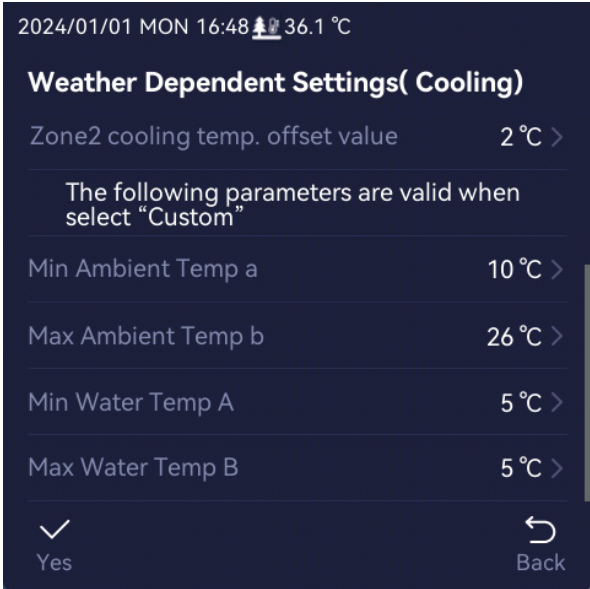 2024/01/01 MON 16:48 36.1 ℃
Weather Dependent Settings( Cooling)
Zone2 cooling temp. offset value 2 ℃
The following parameters are valid when
select “Custom”
Min Ambient Temp a 10 ℃
Max Ambient Temp b 26 ℃
Min Water Temp A 5 ℃
Max Water Temp B 5 ℃
Yes Back